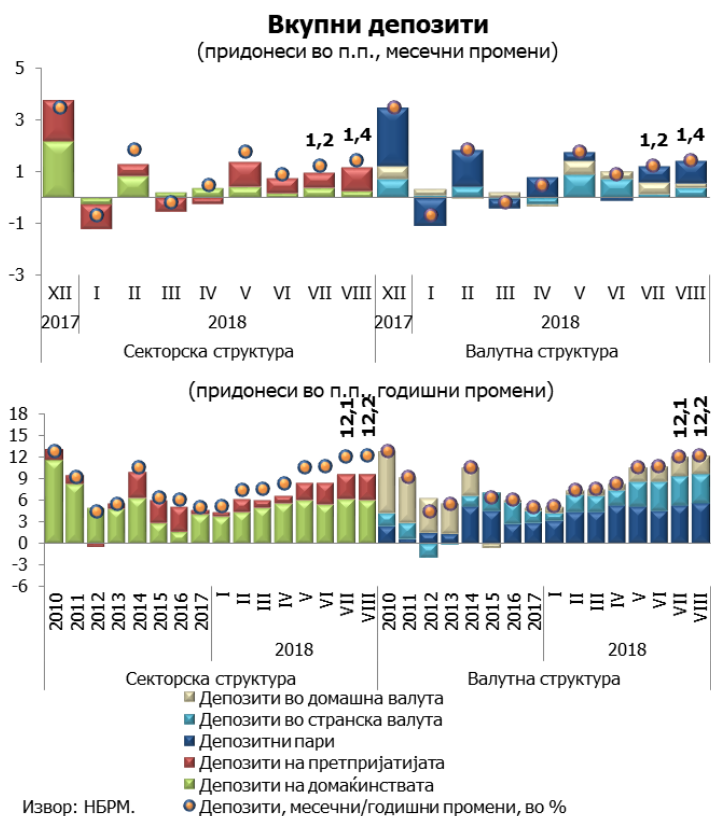 Вкупни депозити
(придонеси во п.п., месечни промени)
5
3
1
-1
-3
1,2
1,4
1,2
1,4
XII I II III IV V VI VII VIII XII I II III IV V VI VII VIII
2017 2018 2017 2018
Секторска структура Валутна структура
(придонеси во п.п., годишни промени)
18
15
12
9
6
3
0
-3
-6
12,1
12,2
12,1
12,2
2010 2011 2012 2013 2014 2015 2016 2017 I II III IV V VI VII VIII 2010 2011 2012 2013 2014 2015 2016 2017 I II III IV V VI VII VIII
2018 2018
Секторска структура Валутна структура
Депозити во домашна валута
Депозити во странска валута
Депозитни пари
Депозити на претпријатијата
Депозити на домаќинствата
Извор: НБРМ. Депозити, месечни/годишни промени, во %